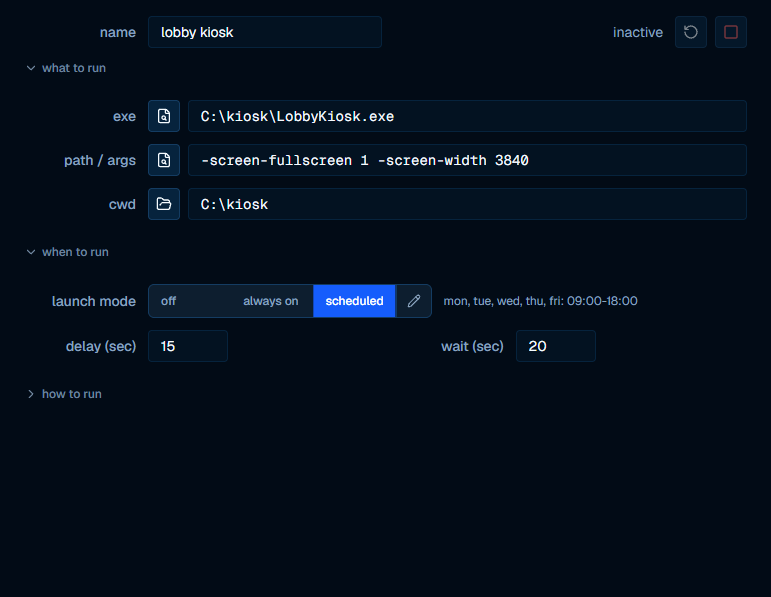 name lobby kiosk inactive
what to run
exe C:\kiosk\LobbyKiosk.exe
path / args -screen-fullscreen 1 -screen-width 3840
cwd C:\kiosk
when to run
launch mode off always on scheduled mon, tue, wed, thu, fri: 09:00-18:00
delay (sec) 15 wait (sec) 20
how to run